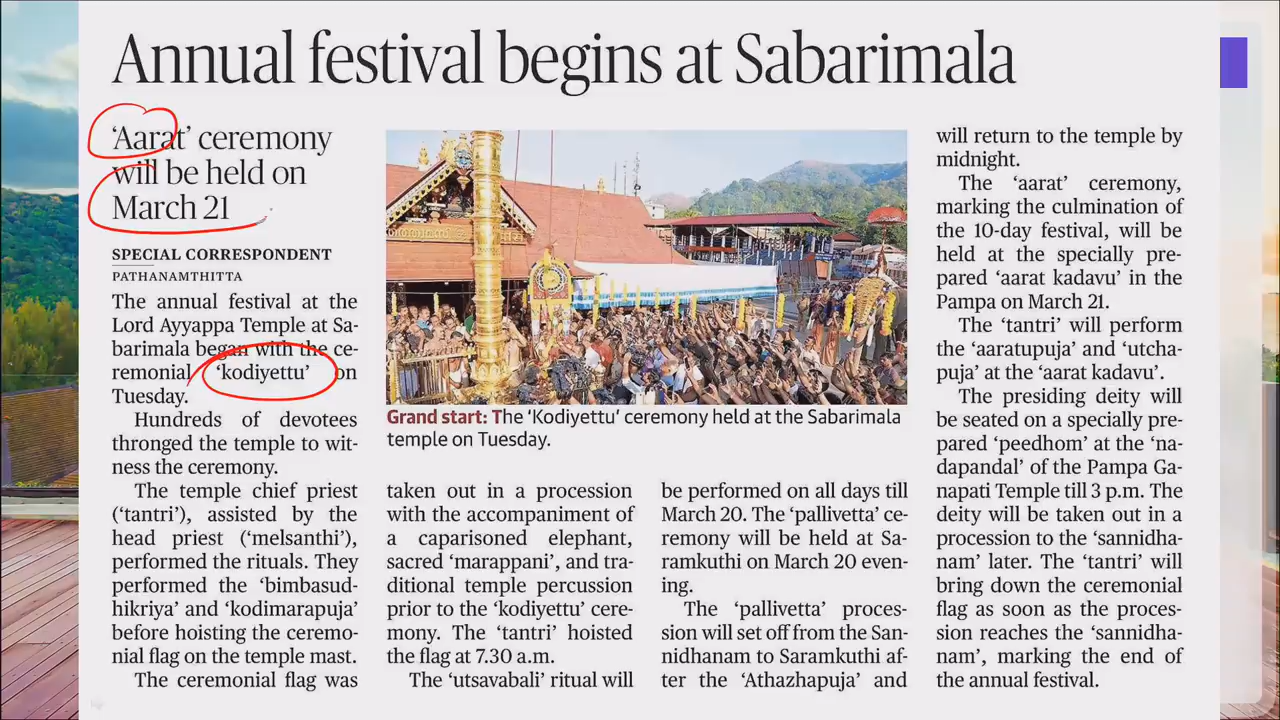 Annual festival begins at Sabarimala
‘Aarat’ ceremony
will be held on
March 21
SPECIAL CORRESPONDENT
PATHANAMTHITTA
The annual festival at the
Lord Ayyappa Temple at Sa-
barimala began with the ce-
remonial ‘kodiyettu’ on
Tuesday.
Hundreds of devotees
thronged the temple to wit-
ness the ceremony.
The temple chief priest
(‘tantri’), assisted by the
head priest (‘melsanthi’),
performed the rituals. They
performed the ‘bimbasud-
hikriya’ and ‘kodimarapuja’
before hoisting the ceremo-
nial flag on the temple mast.
The ceremonial flag was
Grand start: The ‘Kodiyettu’ ceremony held at the Sabarimala
temple on Tuesday.
taken out in a procession
with the accompaniment of
a caparisoned elephant,
sacred ‘marappani’, and tra-
ditional temple percussion
prior to the ‘kodiyettu’ cere-
mony. The ‘tantri’ hoisted
the flag at 7.30 a.m.
The ‘utsavabali’ ritual will
be performed on all days till
March 20. The ‘pallivetta’ ce-
remony will be held at Sa-
ramkuthi on March 20 even-
ing.
The ‘pallivetta’ proces-
sion will set off from the San-
nidhanam to Saramkuthi af-
ter the ‘Athazhapuja’ and
will return to the temple by
midnight.
The ‘aarat’ ceremony,
marking the culmination of
the 10-day festival, will be
held at the specially pre-
pared ‘aarat kadavu’ in the
Pampa on March 21.
The ‘tantri’ will perform
the ‘aaratupuja’ and ‘utcha-
puja’ at the ‘aarat kadavu’.
The presiding deity will
be seated on a specially pre-
pared ‘peedhom’ at the ‘na-
dapandal’ of the Pampa Ga-
napati Temple till 3 p.m. The
deity will be taken out in a
procession to the ‘sannidha-
nam’ later. The ‘tantri’ will
bring down the ceremonial
flag as soon as the proces-
sion reaches the ‘sannidha-
nam’, marking the end of
the annual festival.